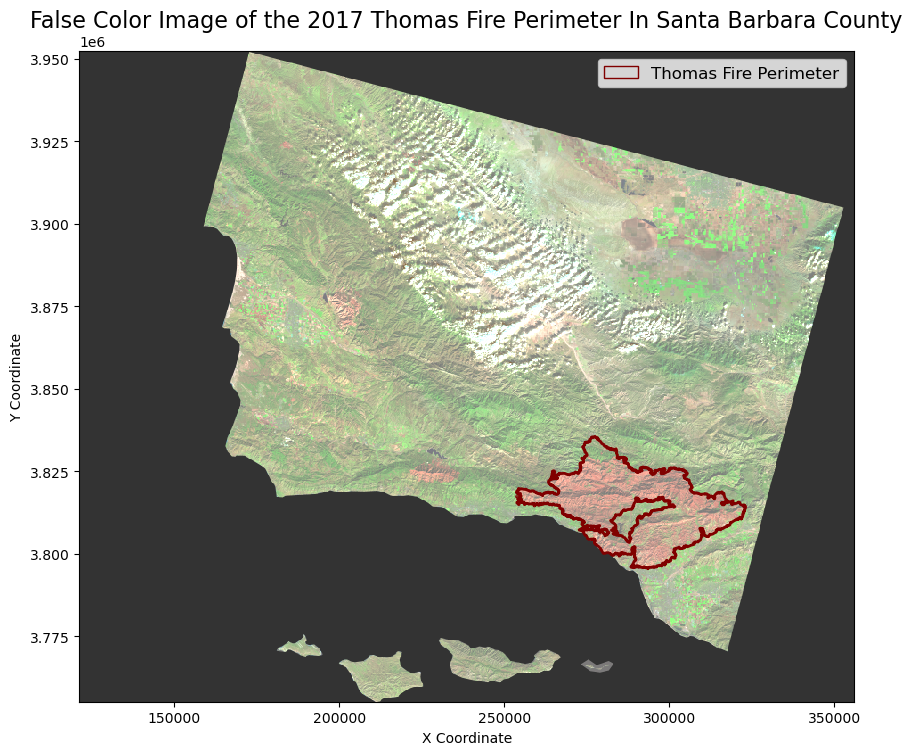 False Color Image of the 2017 Thomas Fire Perimeter In Santa Barbara County
1e6
Thomas Fire Perimeter
3.950
3.925
3.900
3.875
3.850
3.825
3.800
3.775
Y Coordinate
150000 200000 250000 300000 350000
X Coordinate